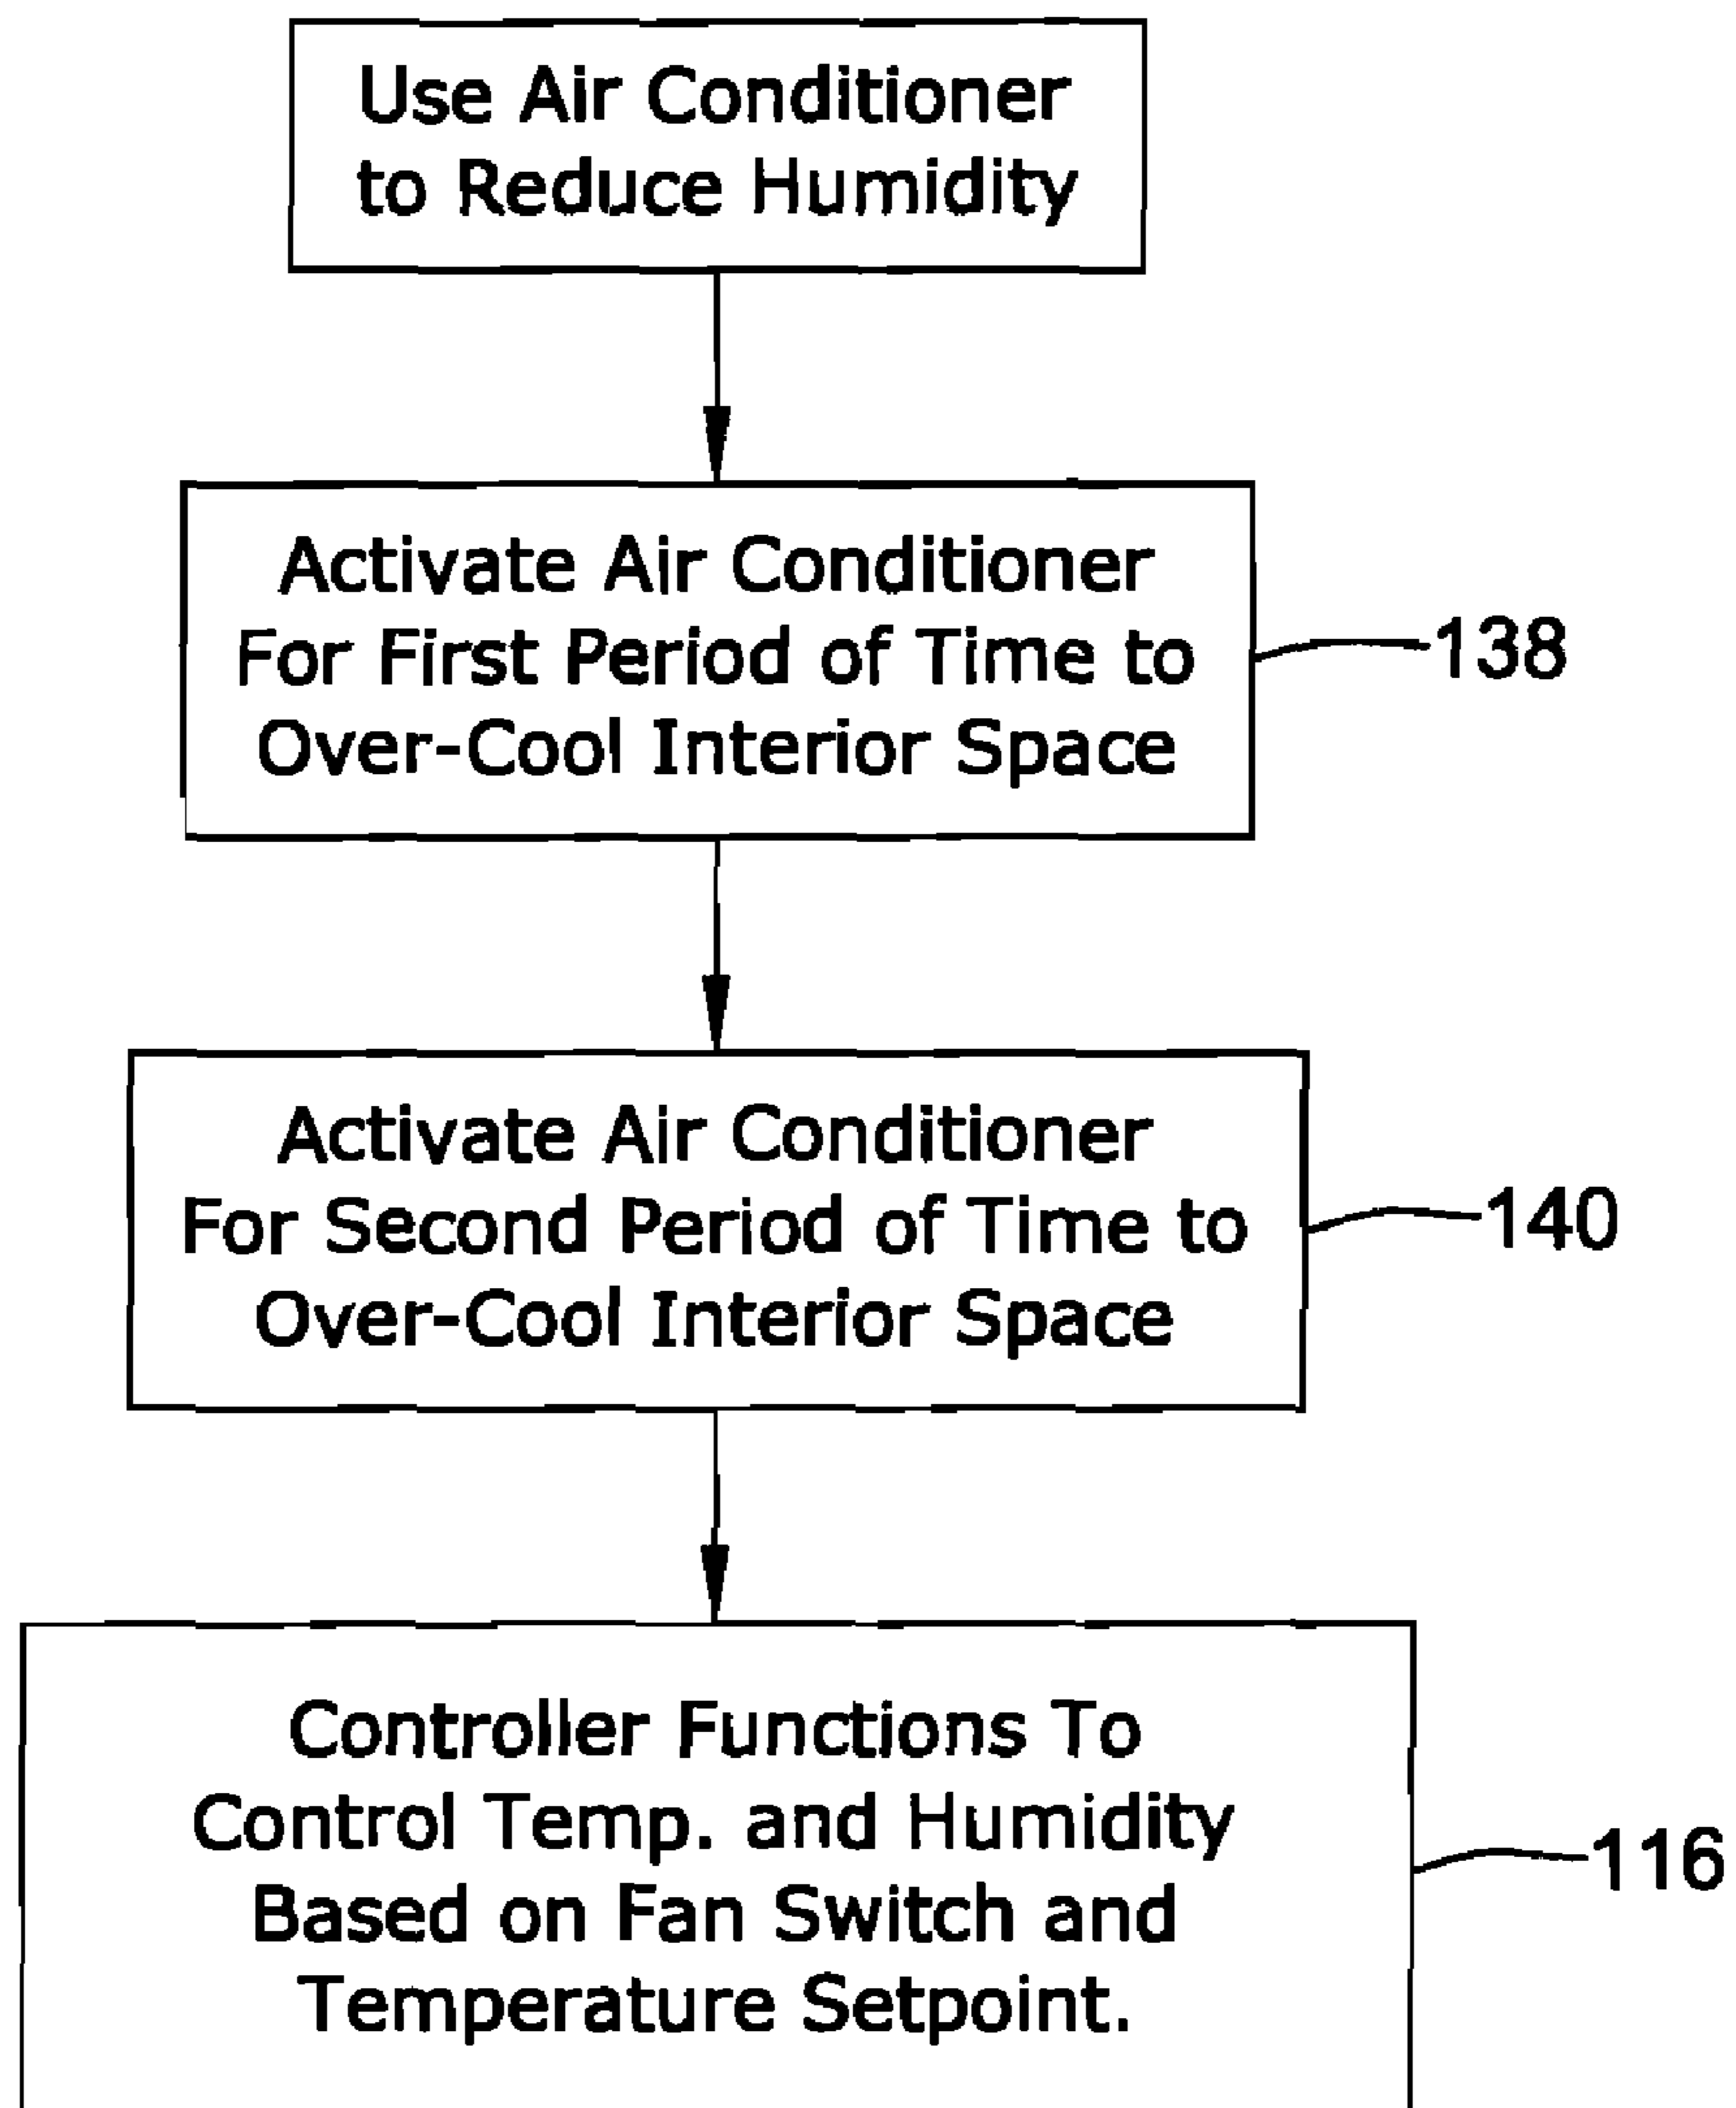 Use Air Conditioner
to Reduce Humidity
Activate Air Conditioner
For First Period of Time to
Over-Cool Interior Space
138
Activate Air Conditioner
For Second Period of Time to
Over-Cool Interior Space
140
Controller Functions To
Control Temp. and Humidity
Based on Fan Switch and
Temperature Setpoint.
116